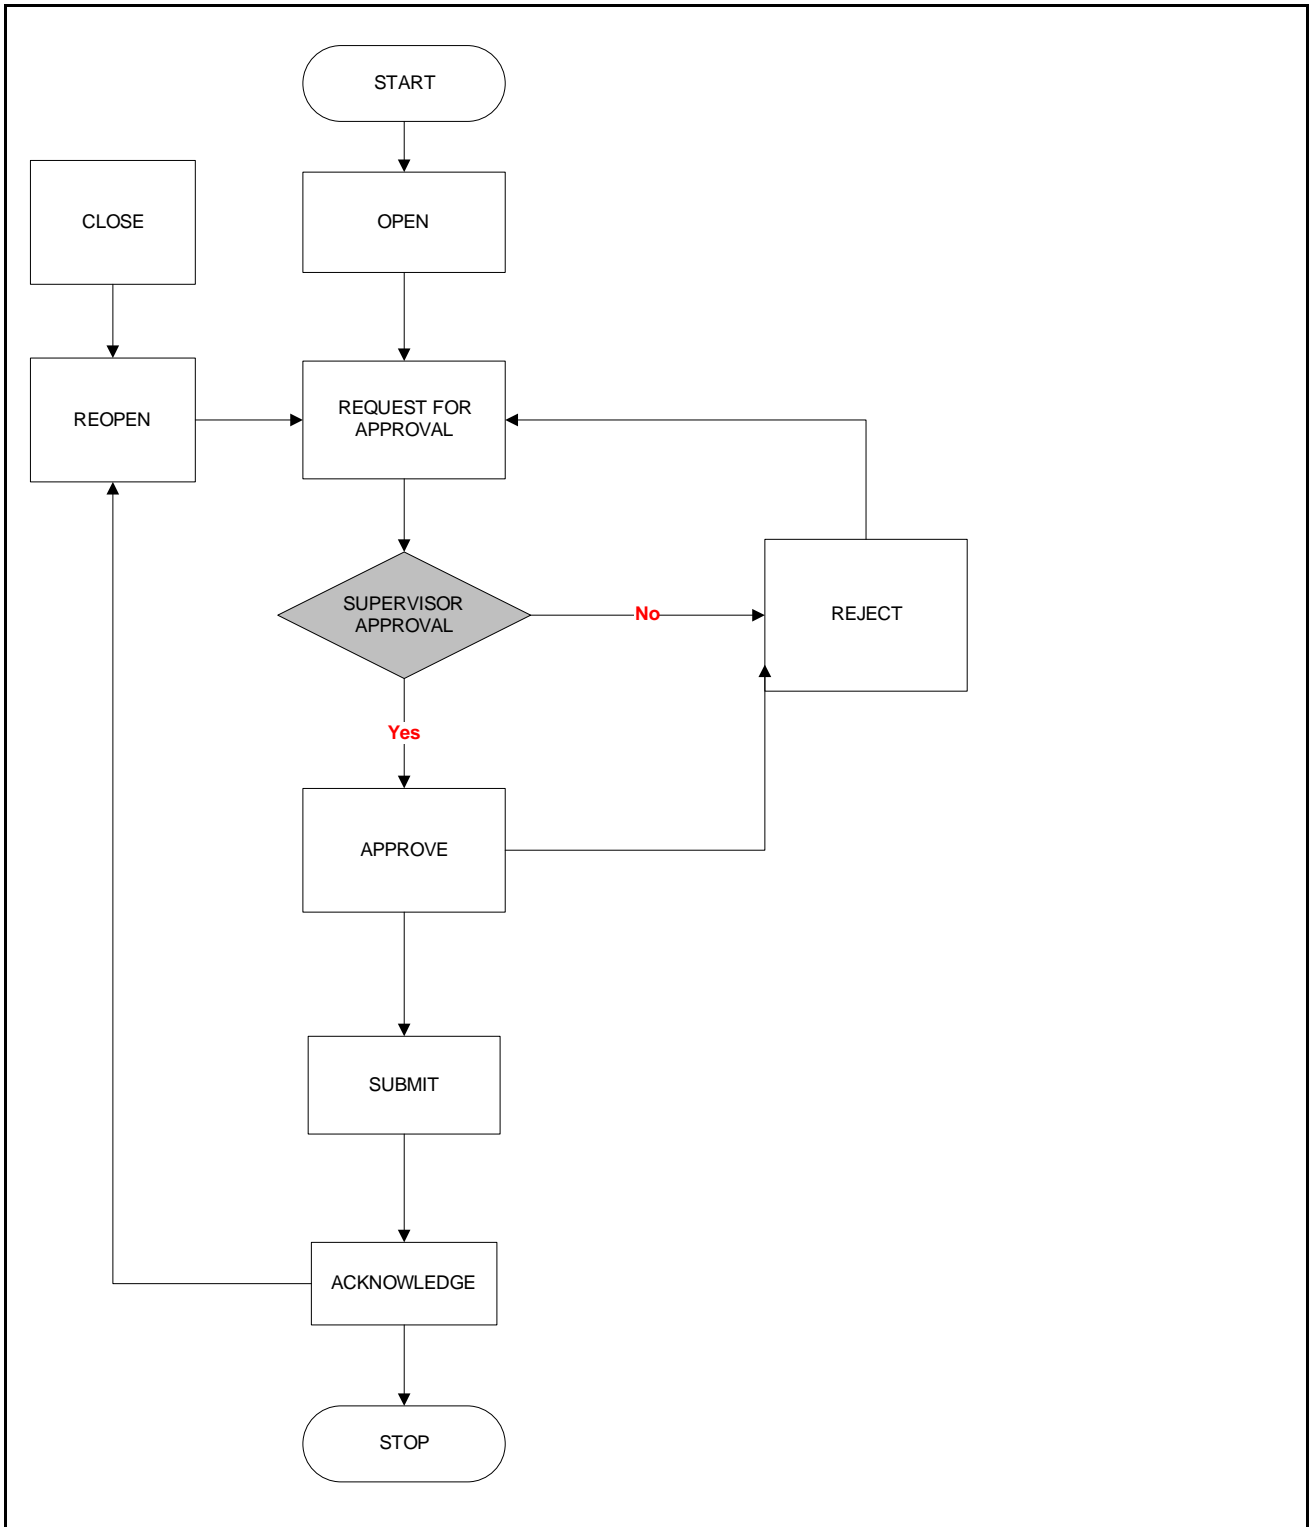 START
CLOSE
OPEN
REOPEN
REQUEST FOR
APPROVAL
SUPERVISOR
APPROVAL
No
REJECT
Yes
APPROVE
SUBMIT
ACKNOWLEDGE
STOP